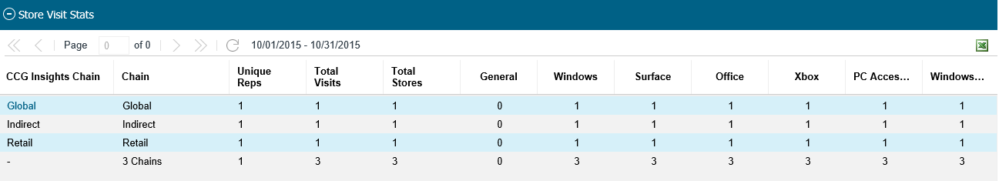 Store Visit Stats
Page 0 of 0 10/01/2015 - 10/31/2015
CCG Insights Chain Chain Unique Reps Total Visits Total Stores General Windows Surface Office Xbox PC Acces... Windows...
Global Global 1 1 1 0 1 1 1 1 1 1
Indirect Indirect 1 1 1 0 1 1 1 1 1 1
Retail Retail 1 1 1 0 1 1 1 1 1 1
- 3 Chains 1 3 3 0 3 3 3 3 3 3